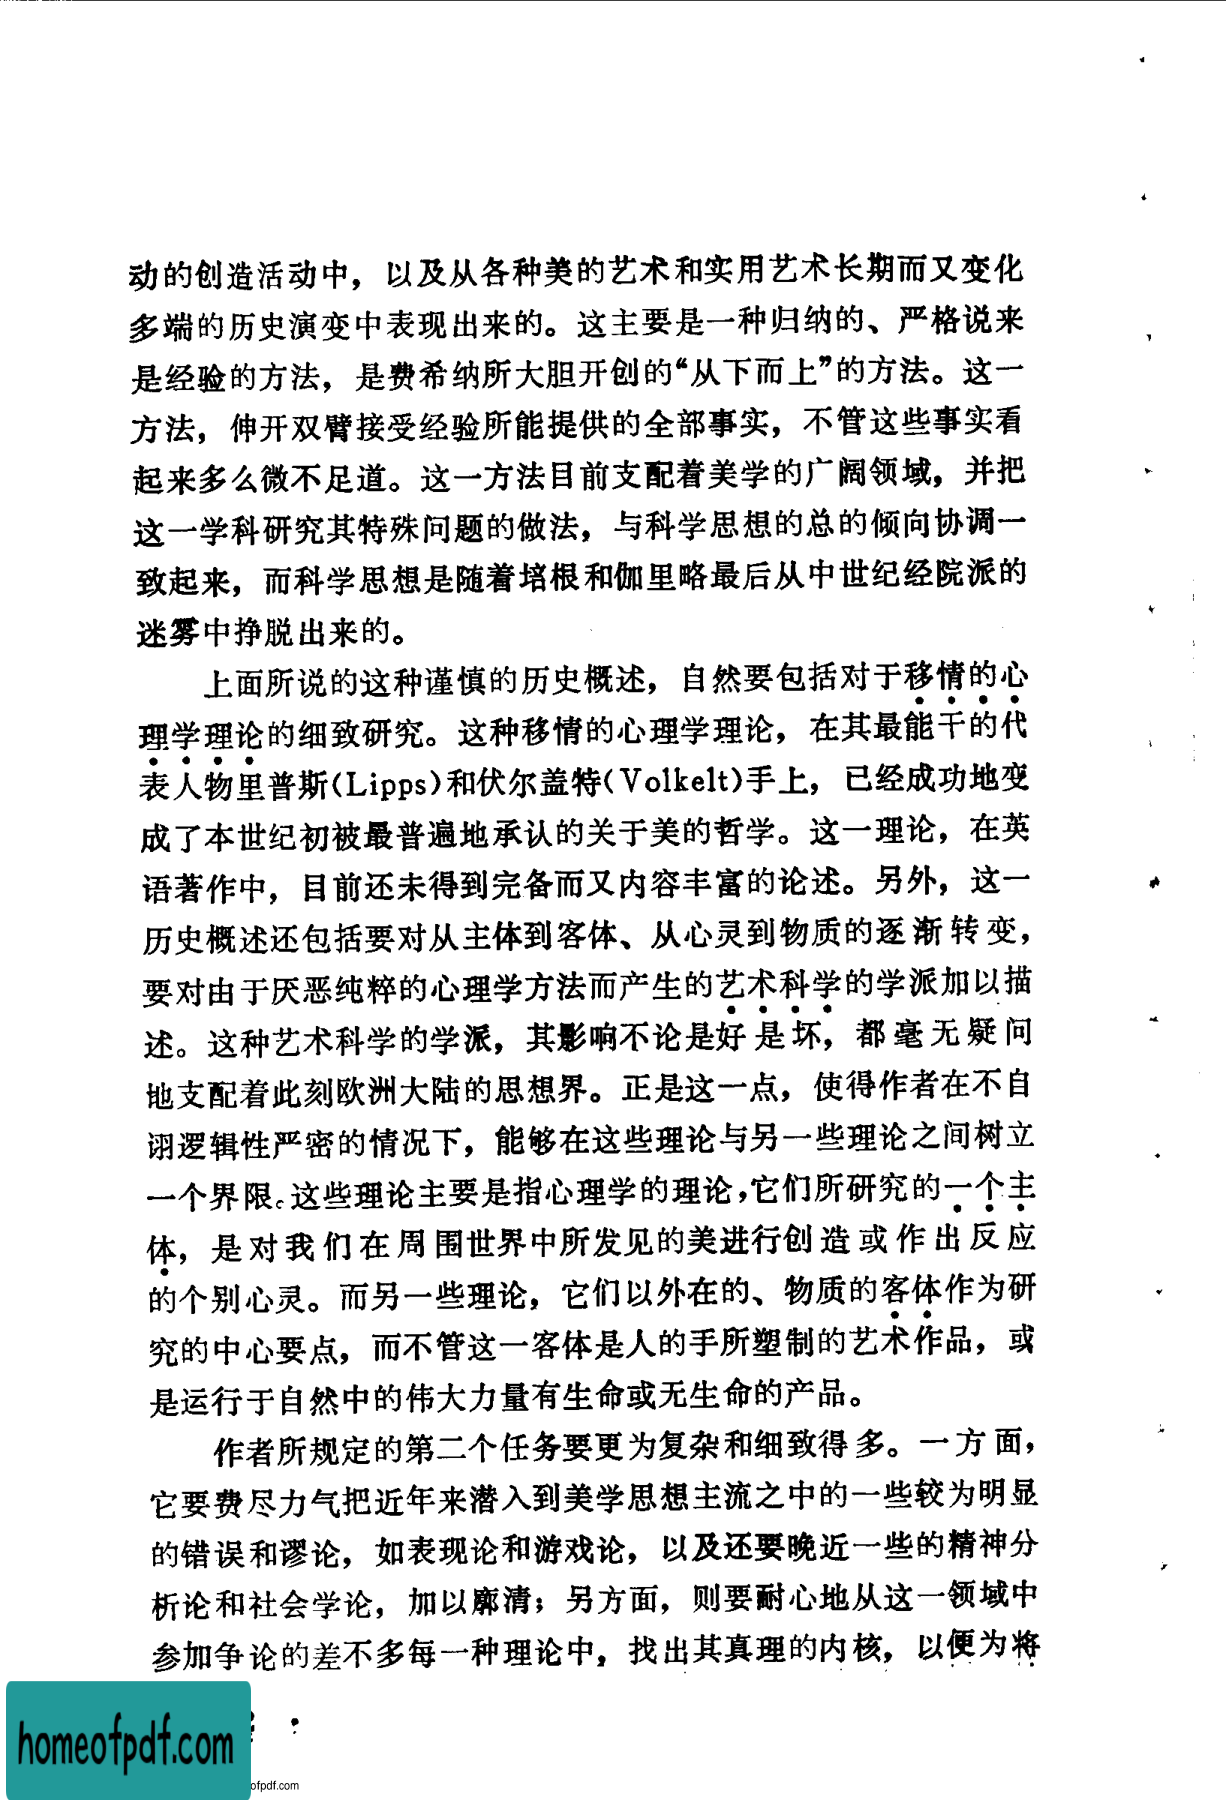 动的创造活动中，以及从各种美的艺术和实用艺术长期而又变化
多端的历史演变中表现出来的。这主要是一种归纳的、严格说来
是经验的方法，是费希纳所大胆开创的“从下而上”的方法。这一
方法，伸开双臂接受经验所能提供的全部事实，不管这些事实看
起来多么微不足道。这一方法目前支配着美学的广阔领域，并把
这一学科研究其特殊问题的做法，与科学思想的总的倾向协调一
致起来，而科学思想是随着培根和伽里略最后从中世纪经院派的
迷雾中挣脱出来的。
上面所说的这种谨慎的历史概述，自然要包括对于移情的心
理学理论的细致研究。这种移情的心理学理论，在其最能干的代
表人物里普斯(Lipps)和伏尔盖特(Volkelt)手上，已经成功地变
成了本世纪初被最普遍地承认的关于美的哲学。这一理论，在英
语著作中，目前还未得到完备而又内容丰富的论述。另外，这一
历史概述还包括要对从主体到客体、从心灵到物质的逐渐转变，
要对由于厌恶纯粹的心理学方法而产生的艺术科学的学派加以描
述。这种艺术科学的学派，其影响不论是好是坏，都毫无疑问
地支配着此刻欧洲大陆的思想界。正是这一点，使得作者在不自
诩逻辑性严密的情况下，能够在这些理论与另一些理论之间树立
一个界限。这些理论主要是指心理学的理论，它们所研究的一个主
体，是对我们在周围世界中所发见的美进行创造或作出反应
的个别心灵。而另一些理论，它们以外在的、物质的客体作为研
究的中心要点，而不管这一客体是人的手所塑制的艺术作品，或
是运行于自然中的伟大力量有生命或无生命的产品。
作者所规定的第二个任务要更为复杂和细致得多。一方面，
它要费尽力气把近年来潜入到美学思想主流之中的一些较为明显
的错误和谬论，如表现论和游戏论，以及还要晚近一些的精神分
析论和社会学论，加以廓清；另方面，则要耐心地从这一领域中
参加争论的差不多每一种理论中，找出其真理的内核，以便为将
homeofpdf.com
ofpdf.com